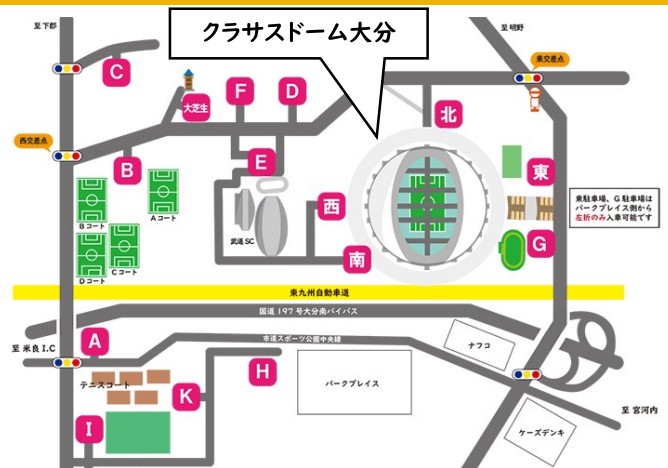 クラサスドーム大分
至 下郡
至 明野
東交差点
西交差点
C
F
D
大芝生
北
B
E
東
西
Aコート
Bコート
武道SC
東駐車場、G駐車場は
パークプレイス側から
左折のみ入車可能です
G
Cコート
Dコート
南
東九州自動車道
国道197号大分南バイパス
至 米良I.C
A
市道スポーツ公園中央線
ナフコ
テニスコート
H
パークプレイス
K
I
至 宮河内
ケーズデンキ